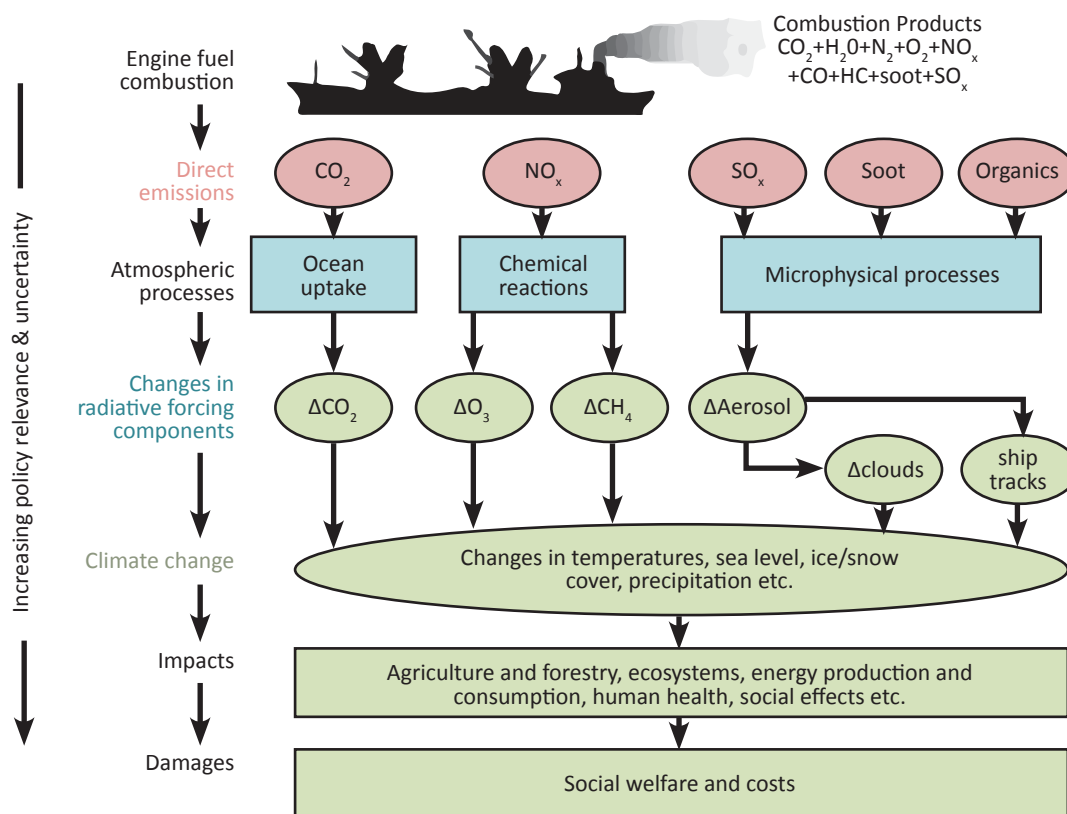 Combustion Products
CO₂+H₂0+N₂+O₂+NOₓ
+CO+HC+soot+SOₓ
Engine fuel
combustion
Direct
emissions
CO₂
NOₓ
SOₓ
Soot
Organics
Atmospheric
processes
Ocean
uptake
Chemical
reactions
Microphysical processes
Changes in
radiative forcing
components
ΔCO₂
ΔO₃
ΔCH₄
ΔAerosol
Δclouds
ship
tracks
Climate change
Changes in temperatures, sea level, ice/snow
cover, precipitation etc.
Impacts
Agriculture and forestry, ecosystems, energy production and
consumption, human health, social effects etc.
Damages
Social welfare and costs
Increasing policy relevance & uncertainty